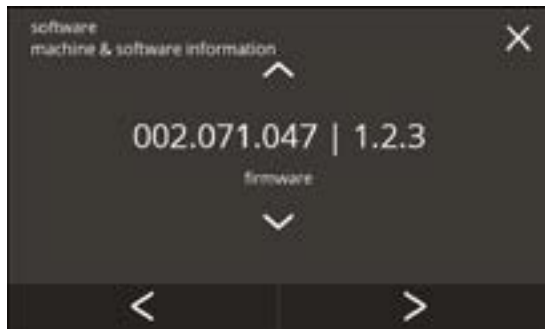 software
machine & software information
002.071.047 | 1.2.3
firmware